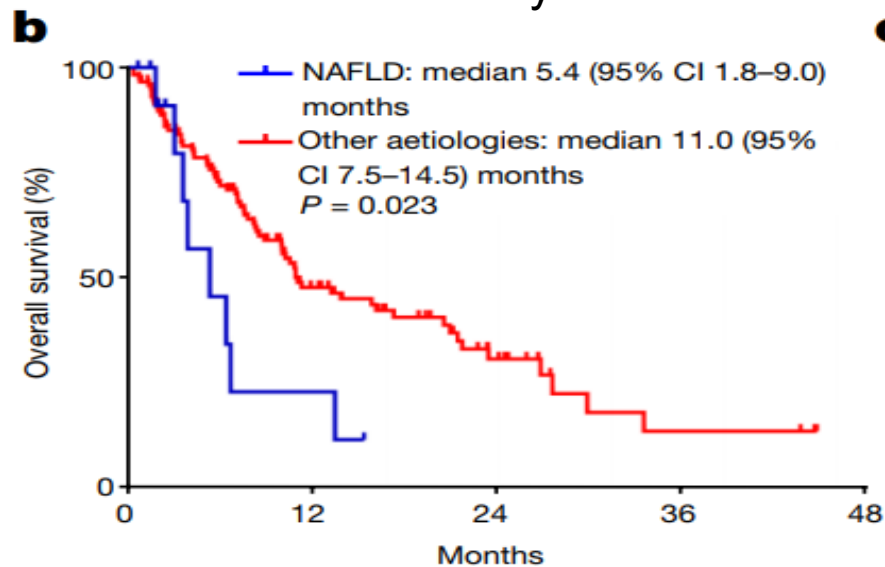 b
100
50
0
Overall survival (%)
NAFLD: median 5.4 (95% CI 1.8–9.0)
months
Other aetiologies: median 11.0 (95%
CI 7.5–14.5) months
P = 0.023
0 12 24 36 48
Months